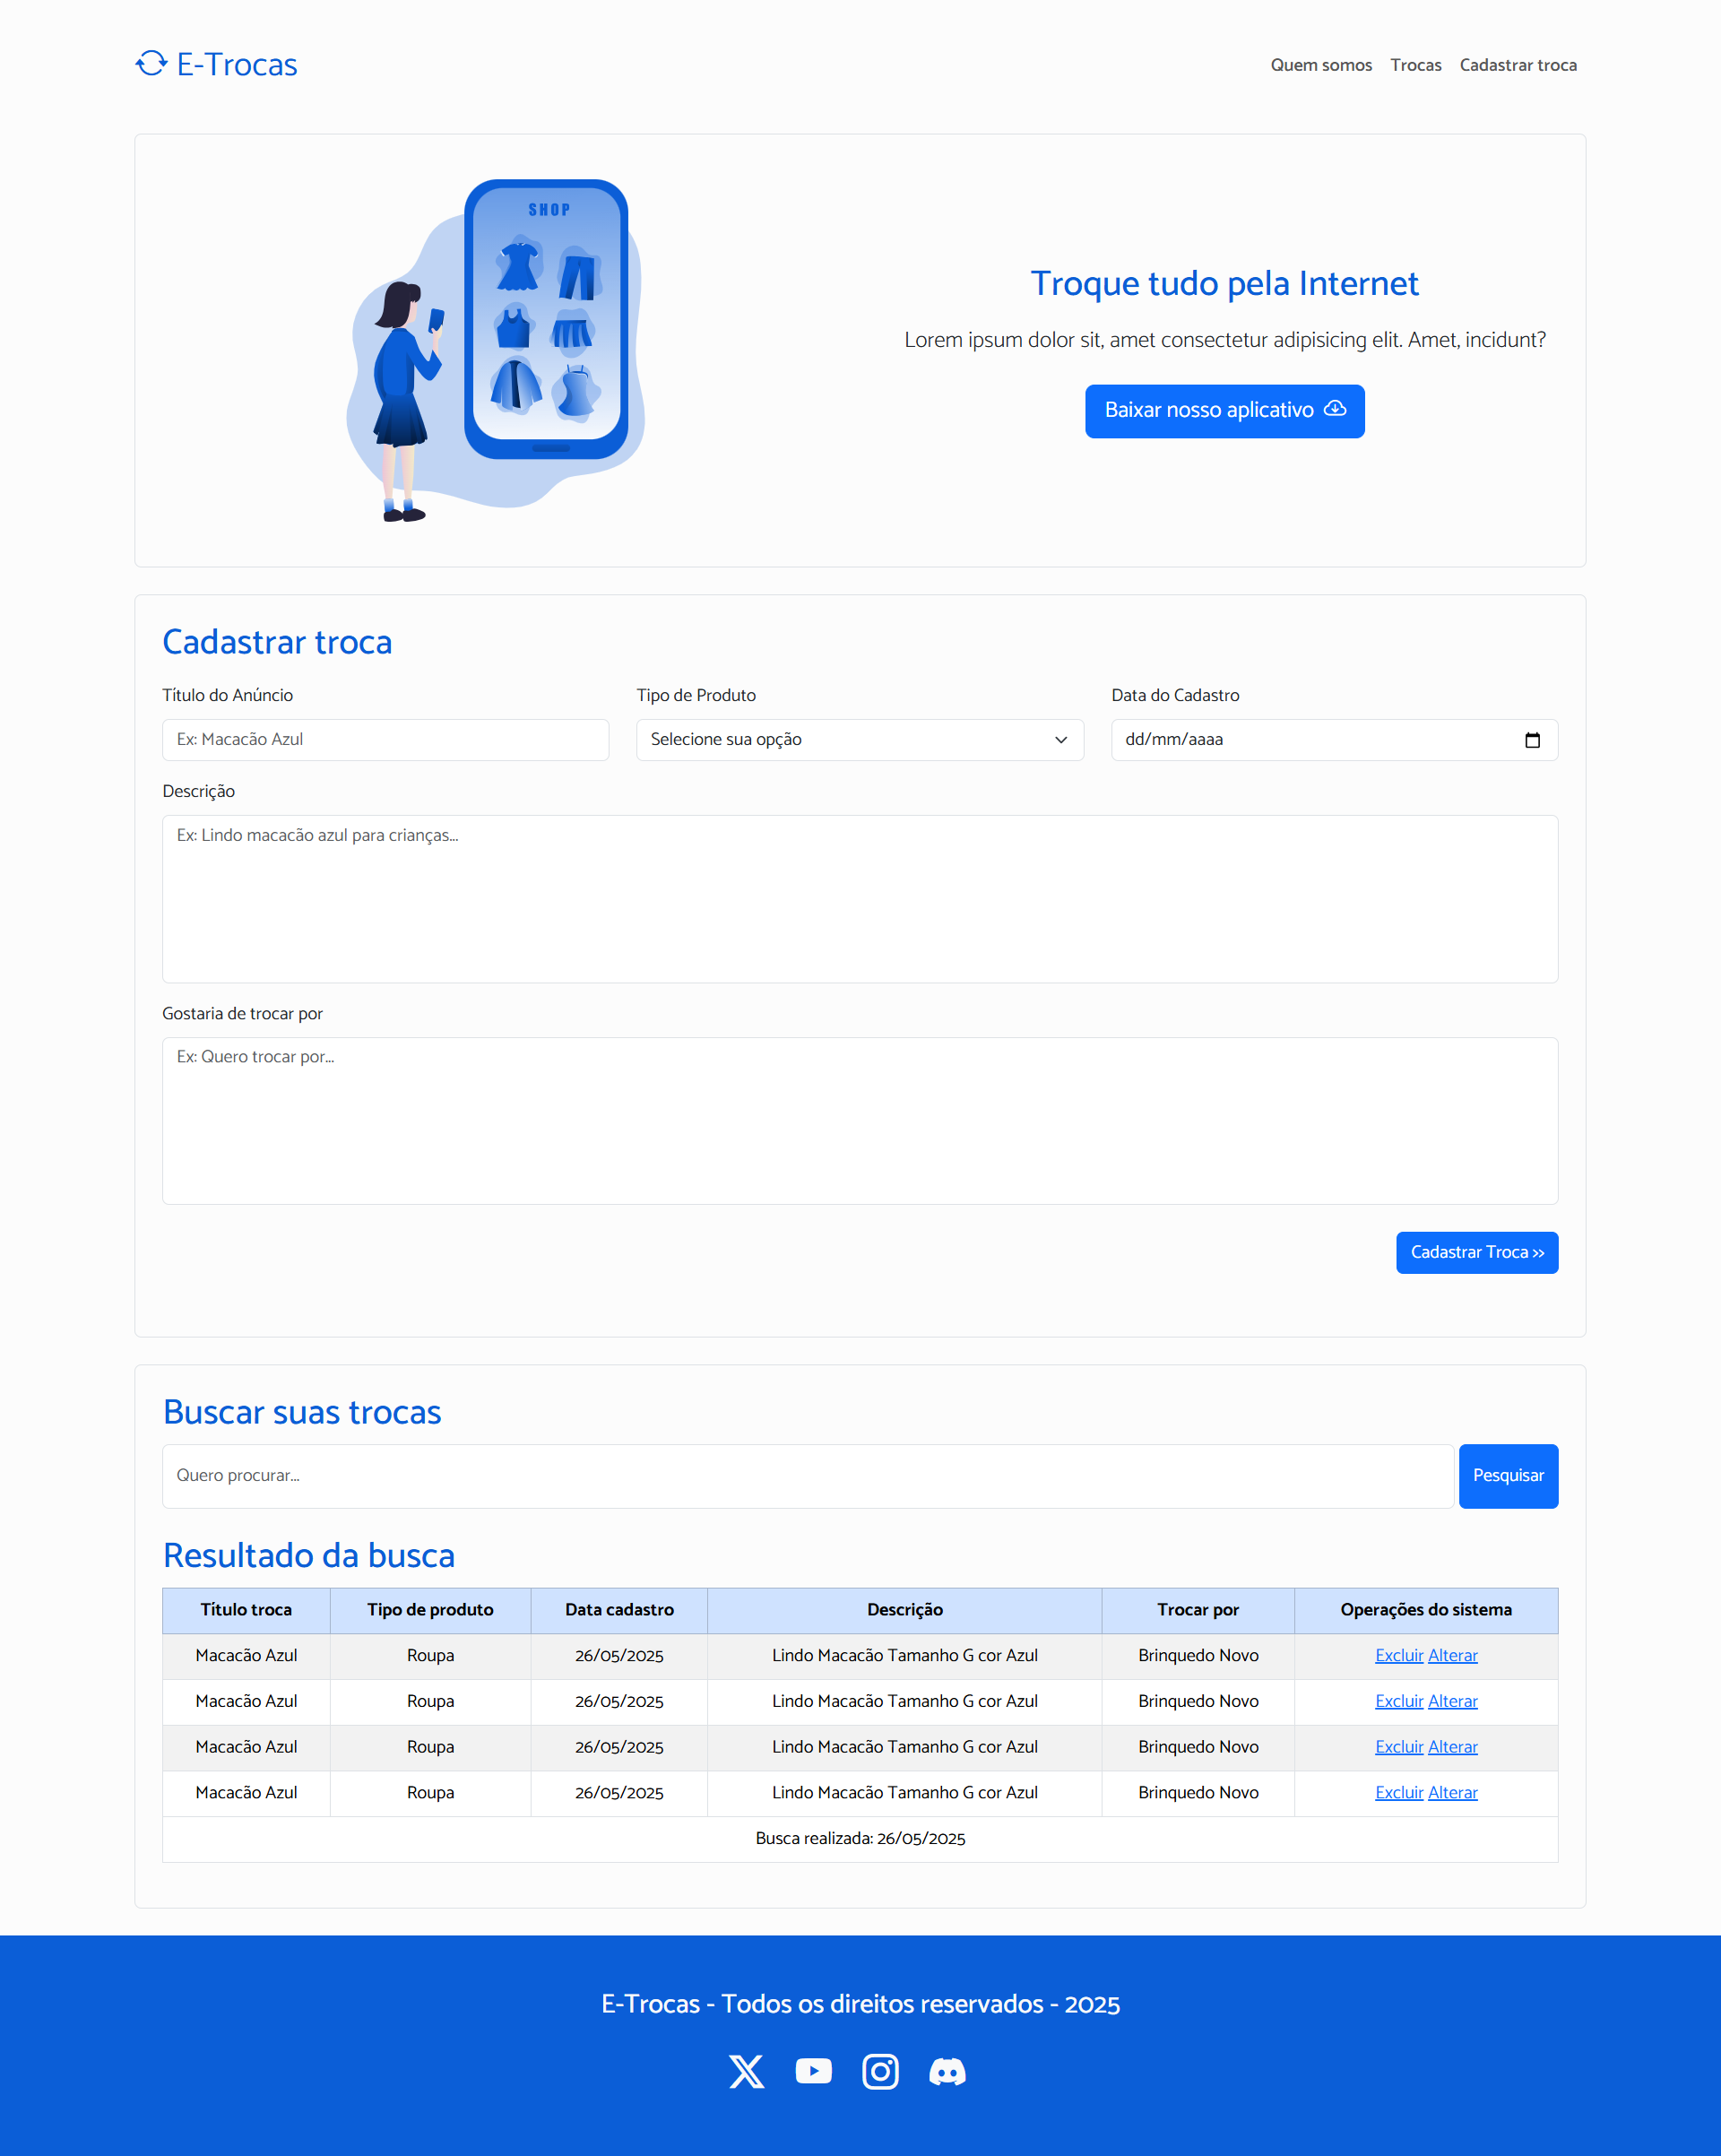 E-Trocas
Quem somos Trocas Cadastrar troca
SHOP
Troque tudo pela Internet
Lorem ipsum dolor sit, amet consectetur adipisicing elit. Amet, incidunt?
Baixar nosso aplicativo
Cadastrar troca
Título do Anúncio Tipo de Produto Data do Cadastro
Ex: Macacão Azul Selecione sua opção dd/mm/aaaa
Descrição
Ex: Lindo macacão azul para crianças...
Gostaria de trocar por
Ex: Quero trocar por...
Cadastrar Troca >>
Buscar suas trocas
Quero procurar... Pesquisar
Resultado da busca
Título troca Tipo de produto Data cadastro Descrição Trocar por Operações do sistema
Macacão Azul Roupa 26/05/2025 Lindo Macacão Tamanho G cor Azul Brinquedo Novo Excluir Alterar
Macacão Azul Roupa 26/05/2025 Lindo Macacão Tamanho G cor Azul Brinquedo Novo Excluir Alterar
Macacão Azul Roupa 26/05/2025 Lindo Macacão Tamanho G cor Azul Brinquedo Novo Excluir Alterar
Macacão Azul Roupa 26/05/2025 Lindo Macacão Tamanho G cor Azul Brinquedo Novo Excluir Alterar
Busca realizada: 26/05/2025
E-Trocas - Todos os direitos reservados - 2025